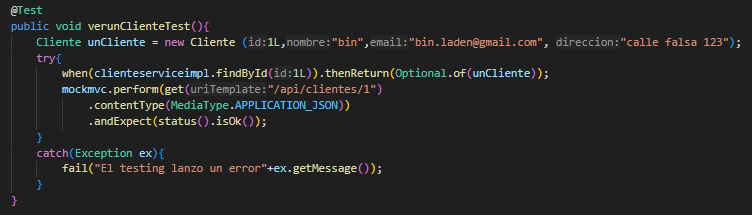 @Test
public void verunClienteTest(){
Cliente unCliente = new Cliente (id:1L,nombre:"bin",email:"bin.laden@gmail.com", direccion:"calle falsa 123");
try{
when(clienteserviceimpl.findById(id:1L)).thenReturn(Optional.of(unCliente));
mockmvc.perform(get(uriTemplate:"/api/clientes/1")
.contentType(MediaType.APPLICATION_JSON))
.andExpect(status().isOk());
}
catch(Exception ex){
fail("El testing lanzo un error"+ex.getMessage());
}
}